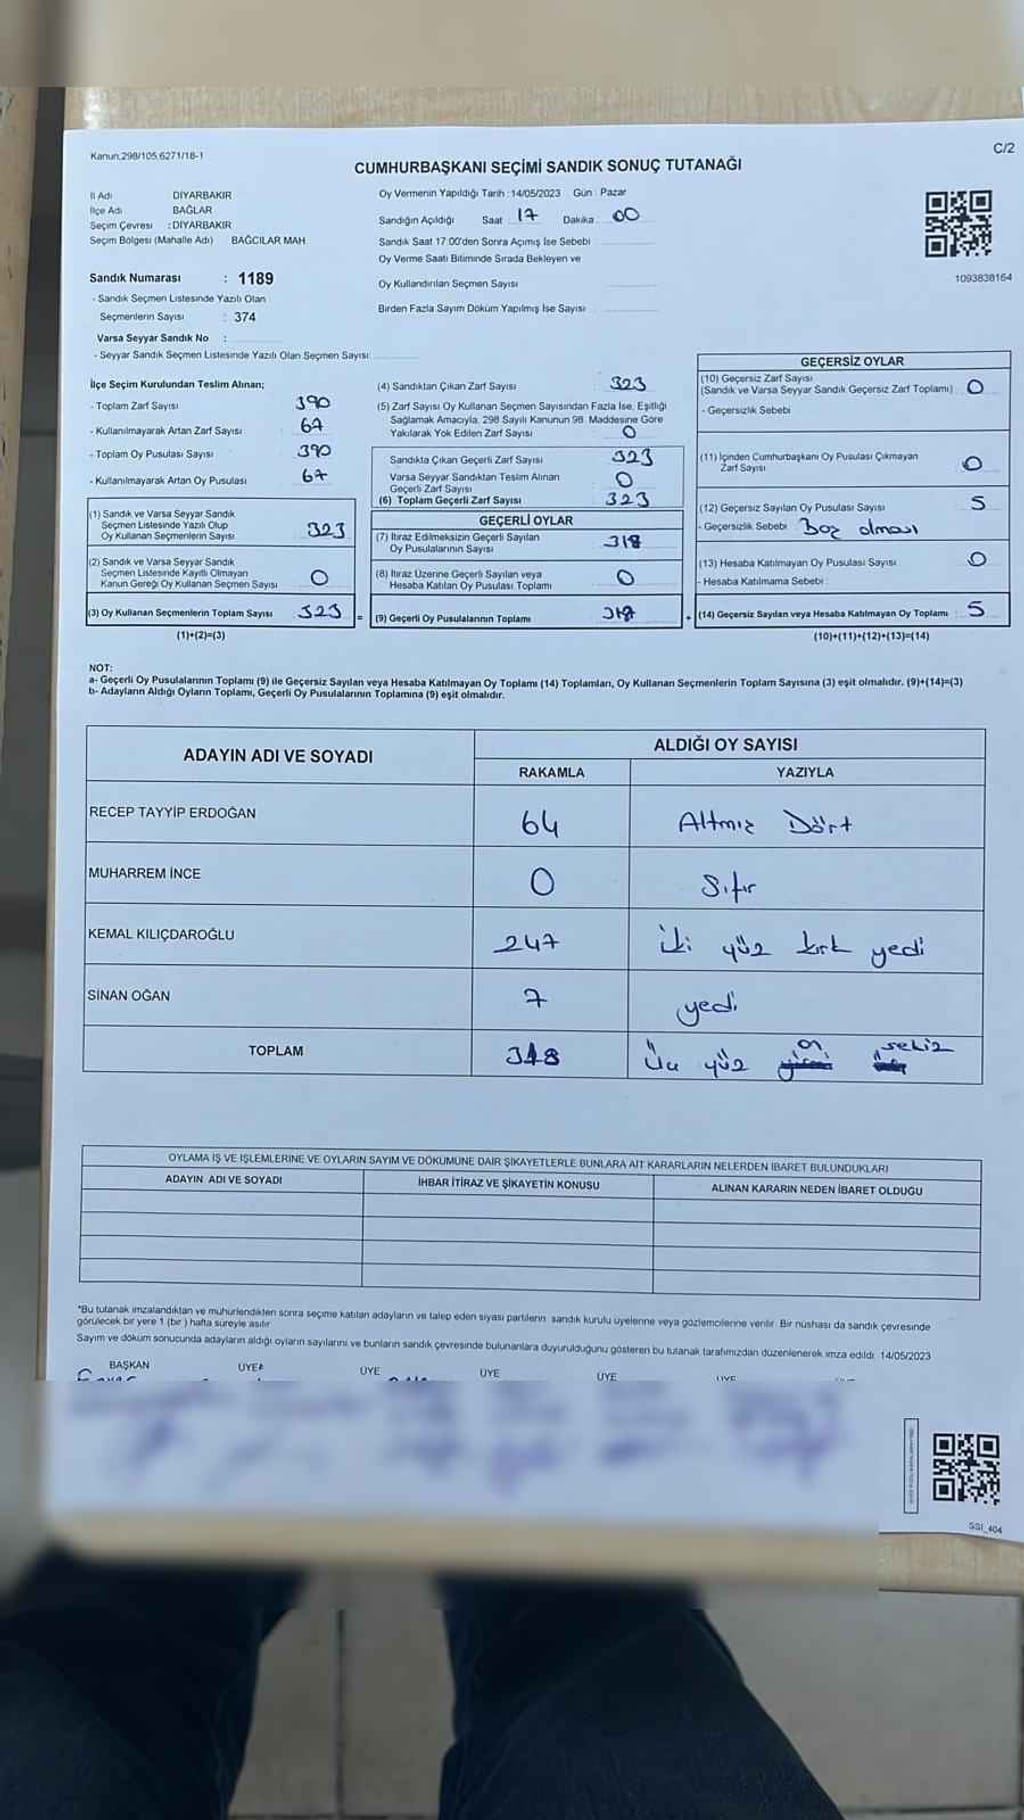 Kanun:298/105,6271/18-1
C/2
CUMHURBAŞKANI SEÇİMİ SANDIK SONUÇ TUTANAĞI
İl Adı DİYARBAKIR
İlçe Adı BAĞLAR
Seçim Çevresi : DİYARBAKIR
Seçim Bölgesi (Mahalle Adı) BAĞCILAR MAH.
Oy Vermenin Yapıldığı Tarih : 14/05/2023 Gün : Pazar
Sandığın Açıldığı Saat 17 Dakika 00
Sandık Saat 17:00'den Sonra Açımış İse Sebebi
Oy Verme Saati Bitiminde Sırada Bekleyen ve
Oy Kullandırılan Seçmen Sayısı
Birden Fazla Sayım Döküm Yapılmış İse Sayısı
1093838164
Sandık Numarası : 1189
- Sandık Seçmen Listesinde Yazılı Olan
Seçmenlerin Sayısı : 374
Varsa Seyyar Sandık No :
- Seyyar Sandık Seçmen Listesinde Yazılı Olan Seçmen Sayısı:
İlçe Seçim Kurulundan Teslim Alınan;
- Toplam Zarf Sayısı 390
- Kullanılmayarak Artan Zarf Sayısı 67
- Toplam Oy Pusulası Sayısı 390
- Kullanılmayarak Artan Oy Pusulası 67
(1) Sandık ve Varsa Seyyar Sandık
Seçmen Listesinde Yazılı Olup
Oy Kullanan Seçmenlerin Sayısı 323
(2) Sandık ve Varsa Seyyar Sandık
Seçmen Listesinde Kayıtlı Olmayan
Kanun Gereği Oy Kullanan Seçmen Sayısı 0
(3) Oy Kullanan Seçmenlerin Toplam Sayısı 323 =
(1)+(2)=(3)
(4) Sandıktan Çıkan Zarf Sayısı 323
(5) Zarf Sayısı Oy Kullanan Seçmen Sayısından Fazla İse, Eşitliği
Sağlamak Amacıyla, 298 Sayılı Kanunun 98. Maddesine Göre
Yakılarak Yok Edilen Zarf Sayısı 0
Sandıkta Çıkan Geçerli Zarf Sayısı 323
Varsa Seyyar Sandıktan Teslim Alınan
Geçerli Zarf Sayısı 0
(6) Toplam Geçerli Zarf Sayısı 323
GEÇERLİ OYLAR
(7) İtiraz Edilmeksizin Geçerli Sayılan
Oy Pusulalarının Sayısı 318
(8) İtiraz Üzerine Geçerli Sayılan veya
Hesaba Katılan Oy Pusulası Toplamı 0
(9) Geçerli Oy Pusulalarının Toplamı +
GEÇERSİZ OYLAR
(10) Geçersiz Zarf Sayısı
(Sandık ve Varsa Seyyar Sandık Geçersiz Zarf Toplamı) 0
- Geçersizlik Sebebi
(11) İçinden Cumhurbaşkanı Oy Pusulası Çıkmayan
Zarf Sayısı 0
(12) Geçersiz Sayılan Oy Pusulası Sayısı 5
- Geçersizlik Sebebi Boş olması
(13) Hesaba Katılmayan Oy Pusulası Sayısı 0
- Hesaba Katılmama Sebebi :
(14) Geçersiz Sayılan veya Hesaba Katılmayan Oy Toplamı : 5
(10)+(11)+(12)+(13)=(14)
NOT:
a- Geçerli Oy Pusulalarının Toplamı (9) ile Geçersiz Sayılan veya Hesaba Katılmayan Oy Toplamı (14) Toplamları, Oy Kullanan Seçmenlerin Toplam Sayısına (3) eşit olmalıdır. (9)+(14)=(3)
b- Adayların Aldığı Oyların Toplamı, Geçerli Oy Pusulalarının Toplamına (9) eşit olmalıdır.
ADAYIN ADI VE SOYADI ALDIĞI OY SAYISI
RAKAMLA YAZIYLA
RECEP TAYYİP ERDOĞAN 64 Altmış Dört
MUHARREM İNCE 0 Sıfır
KEMAL KILIÇDAROĞLU 247 iki yüz kırk yedi
SİNAN OĞAN 7 yedi
TOPLAM 318 Üç yüz on sekiz
OYLAMA İŞ VE İŞLEMLERİNE VE OYLARIN SAYIM VE DÖKÜMÜNE DAİR ŞİKAYETLERLE BUNLARA AİT KARARLARIN NELERDEN İBARET BULUNDUKLARI
ADAYIN ADI VE SOYADI İHBAR İTİRAZ VE ŞİKAYETİN KONUSU ALINAN KARARIN NEDEN İBARET OLDUĞU
*Bu tutanak imzalandıktan ve mühürlendikten sonra seçime katılan adayların ve talep eden siyasi partilerin sandık kurulu üyelerine veya gözlemcilerine verilir. Bir nüshası da sandık çevresinde
görülecek bir yere 1 (bir) hafta süreyle asılır.
Sayım ve döküm sonucunda adayların aldığı oyların sayılarını ve bunların sandık çevresinde bulunanlara duyurulduğunu gösteren bu tutanak tarafımızdan düzenlenerek imza edildi. 14/05/2023
BAŞKAN ÜYE ÜYE ÜYE ÜYE ÜYE
SSI_404